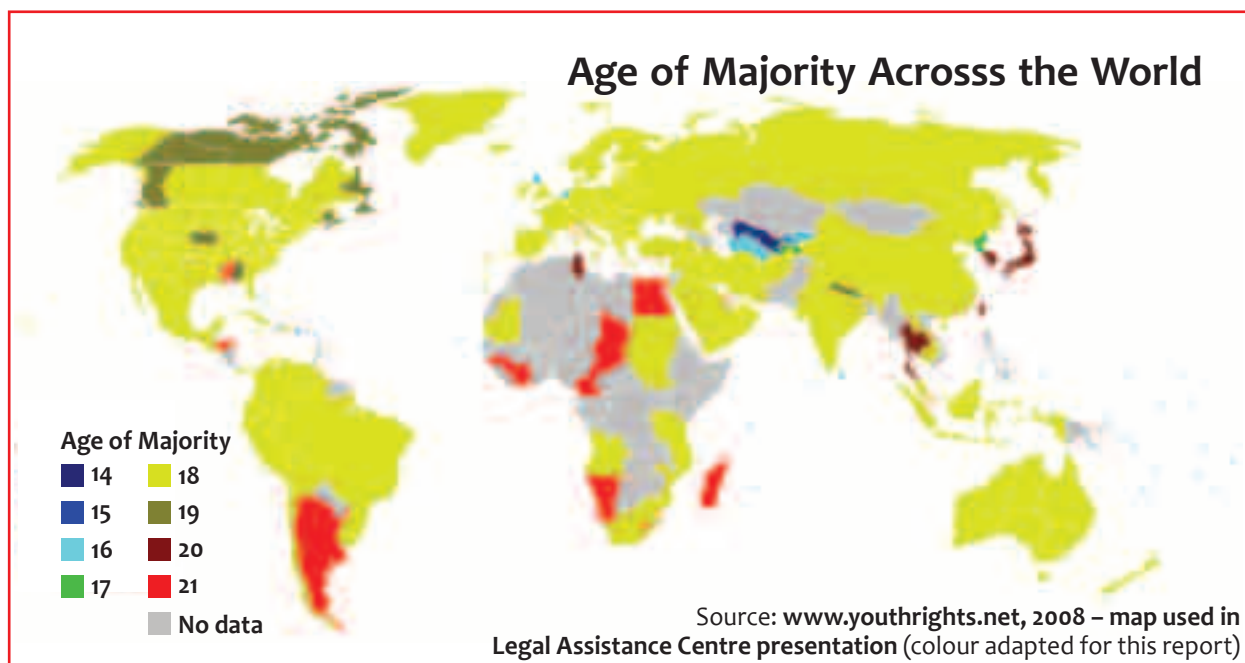 Age of Majority Acrosss the World
Age of Majority
14
18
15
19
16
20
17
21
No data
Source: www.youthrights.net, 2008 – map used in
Legal Assistance Centre presentation (colour adapted for this report)